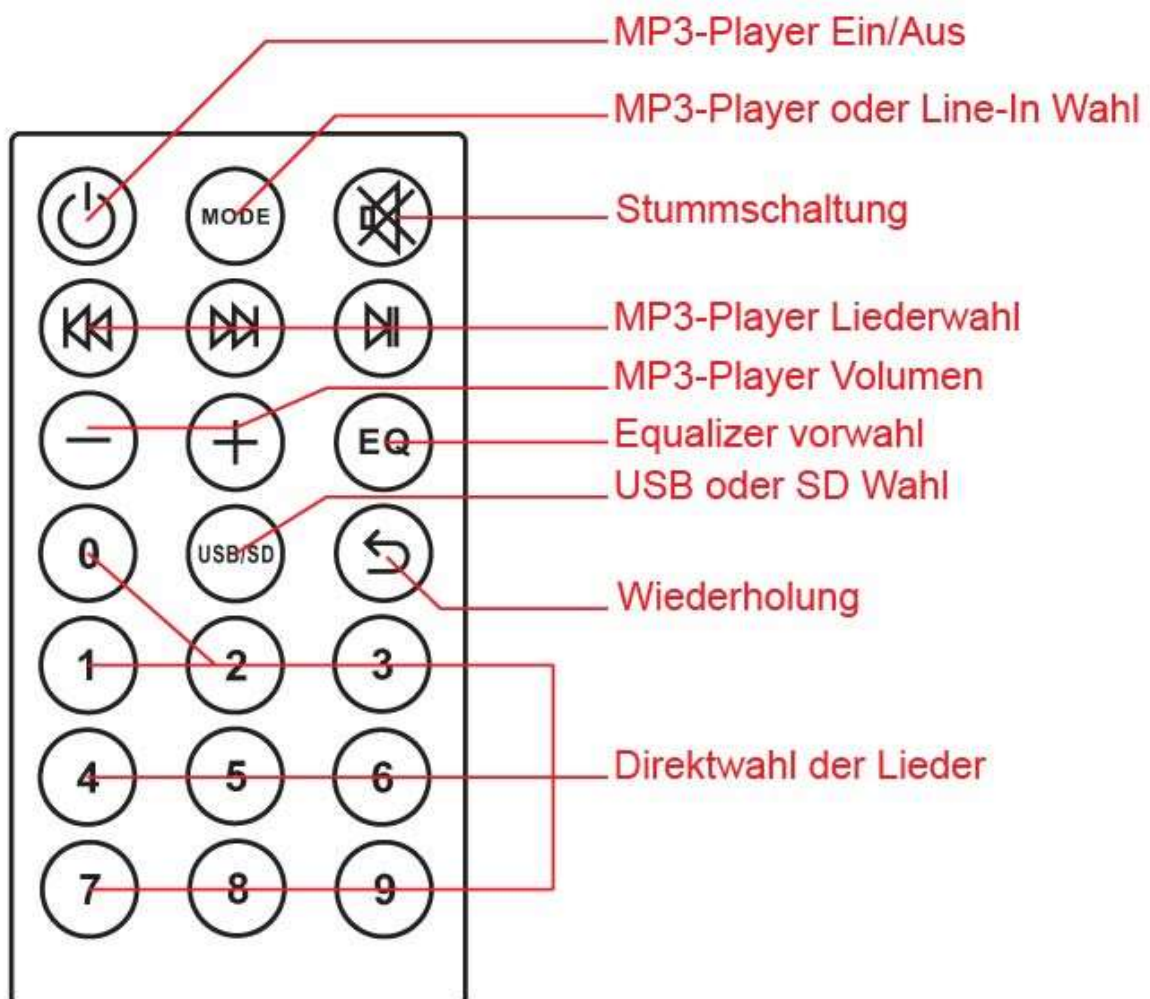 MP3-Player Ein/Aus
MP3-Player oder Line-In Wahl
MODE
Stummschaltung
MP3-Player Liederwahl
MP3-Player Volumen
EQ
Equalizer vorwahl
USB oder SD Wahl
0 USB/SD
Wiederholung
1 2 3
4 5 6
Direktwahl der Lieder
7 8 9